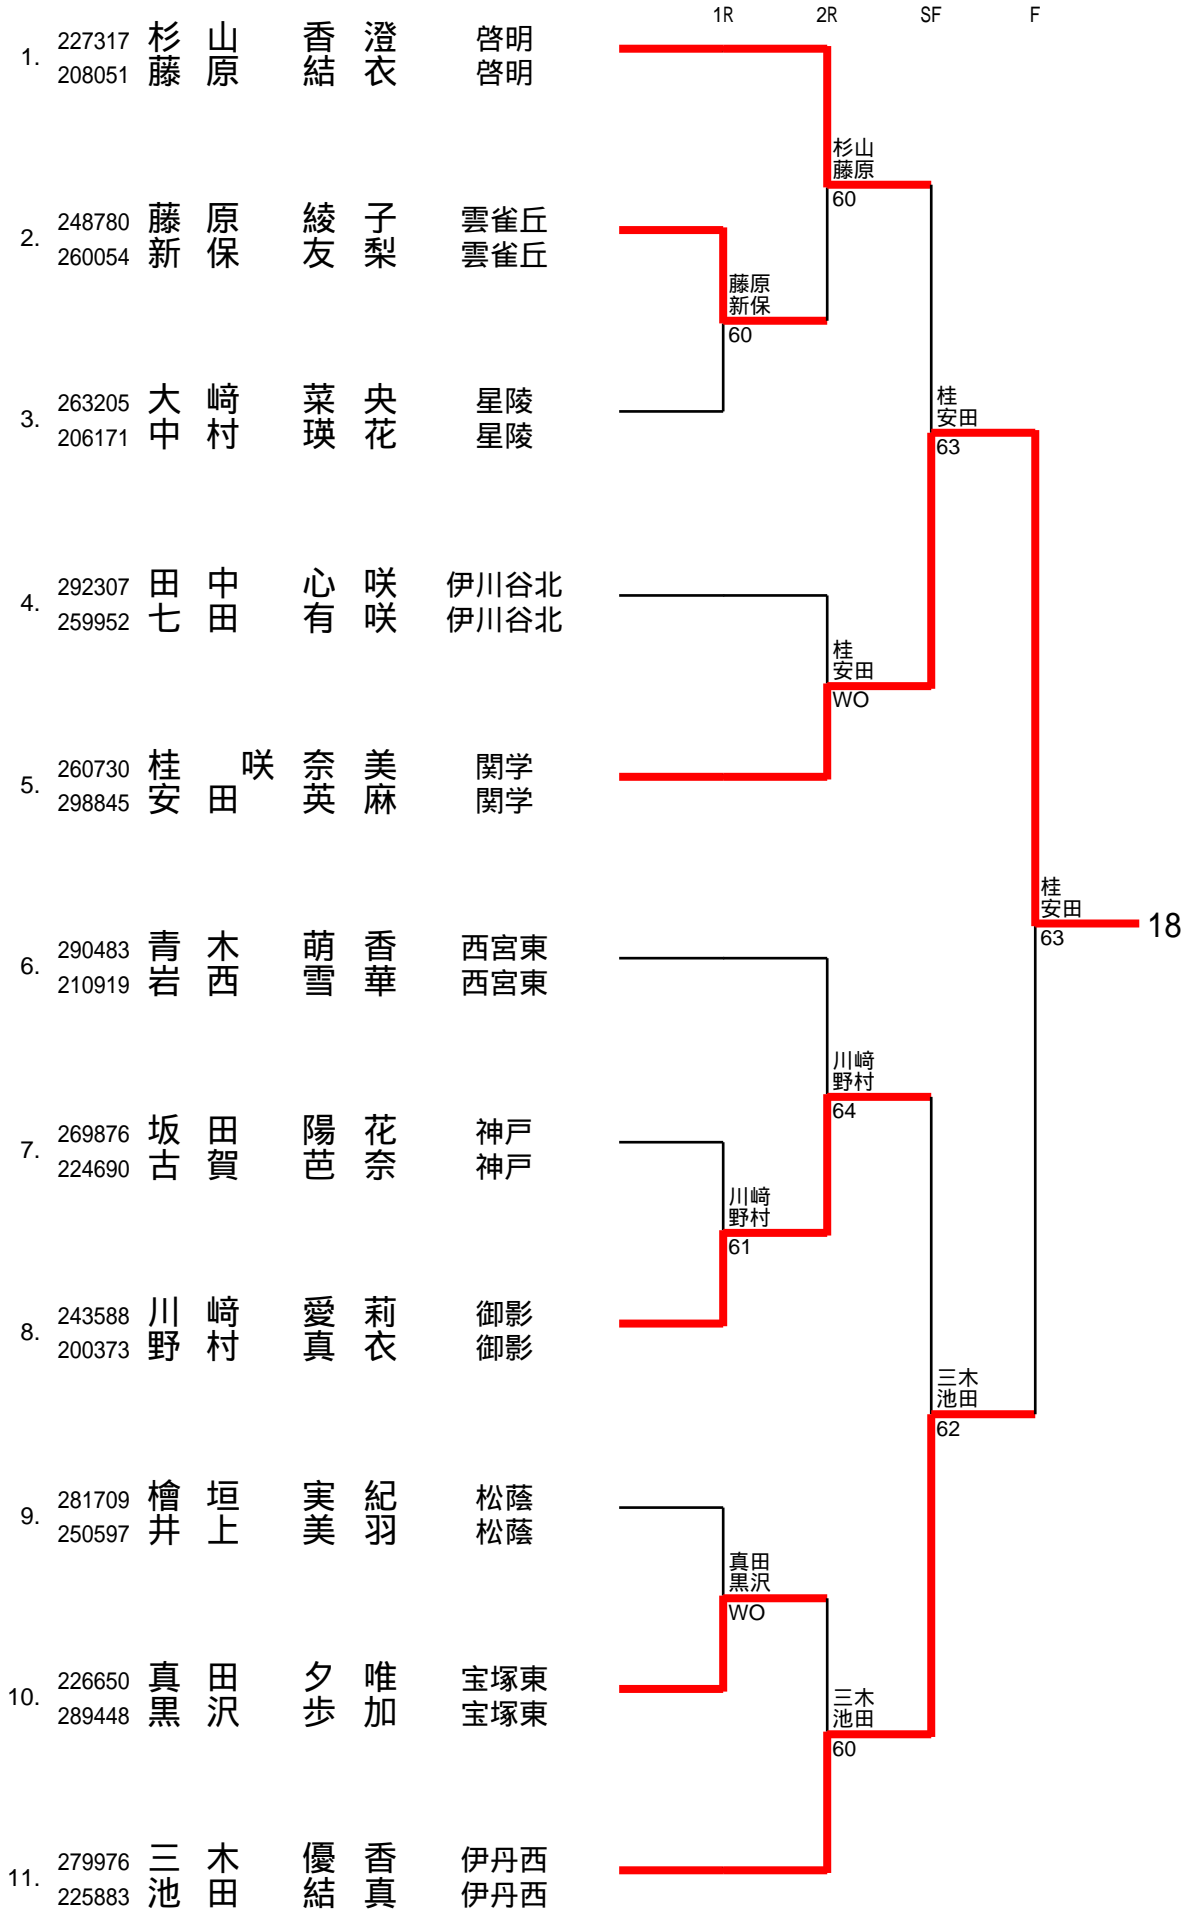 1R 2R SF F
1. 227317 杉山 香澄 啓明
208051 藤原 結衣 啓明
杉山
藤原
60
2. 248780 藤原 綾子 雲雀丘
260054 新保 友梨 雲雀丘
藤原
新保
60
3. 263205 大﨑 菜央 星陵
206171 中村 瑛花 星陵
桂
安田
63
4. 292307 田中 心咲 伊川谷北
259952 七田 有咲 伊川谷北
桂
安田
WO
5. 260730 桂 咲奈美 関学
298845 安田 英麻 関学
桂
安田
63
18
6. 290483 青木 萌香 西宮東
210919 岩西 雪華 西宮東
川﨑
野村
64
7. 269876 坂田 陽花 神戸
224690 古賀 芭奈 神戸
川﨑
野村
61
8. 243588 川﨑 愛莉 御影
200373 野村 真衣 御影
三木
池田
62
9. 281709 檜垣 実紀 松蔭
250597 井上 美羽 松蔭
真田
黒沢
WO
10. 226650 真田 夕唯 宝塚東
289448 黒沢 歩加 宝塚東
三木
池田
60
11. 279976 三木 優香 伊丹西
225883 池田 結真 伊丹西